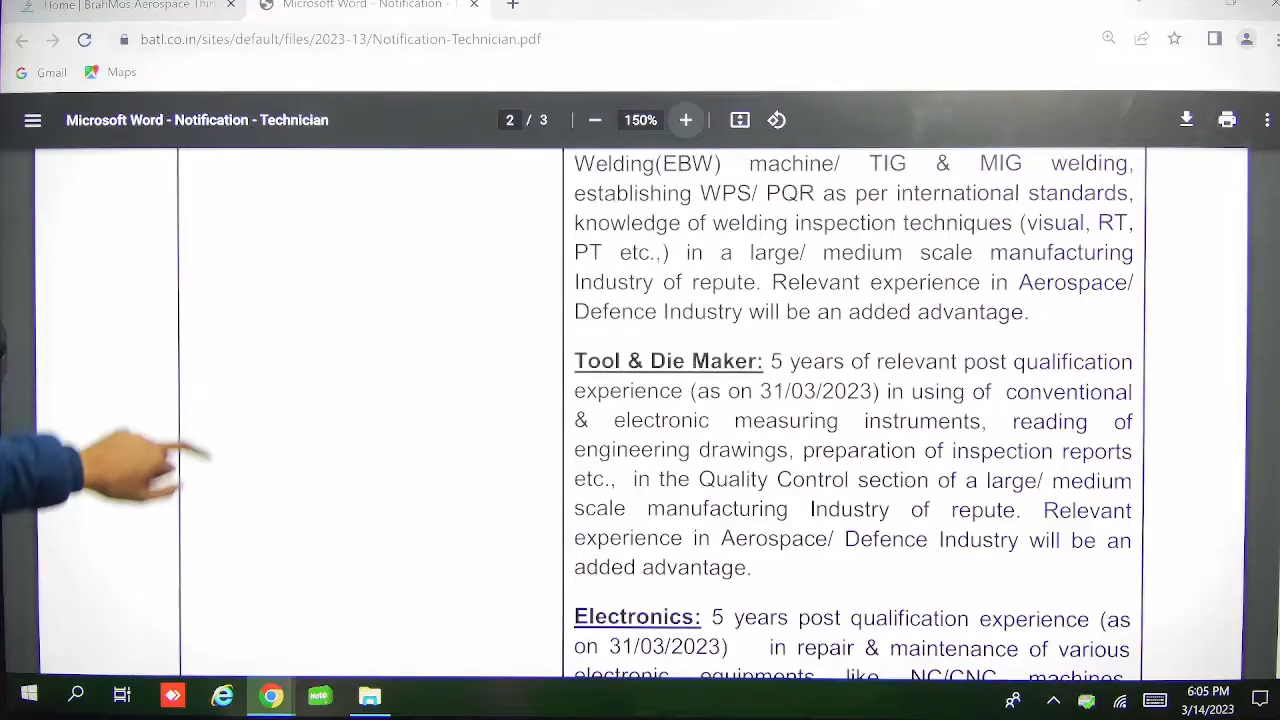 Home | BrahMos Aerospace Thiru
Microsoft Word - Notification -
batl.co.in/sites/default/files/2023-13/Notification-Technician.pdf
Gmail Maps
Microsoft Word - Notification - Technician 2 / 3 150%
Welding(EBW) machine/ TIG & MIG welding,
establishing WPS/ PQR as per international standards,
knowledge of welding inspection techniques (visual, RT,
PT etc.,) in a large/ medium scale manufacturing
Industry of repute. Relevant experience in Aerospace/
Defence Industry will be an added advantage.
Tool & Die Maker: 5 years of relevant post qualification
experience (as on 31/03/2023) in using of conventional
& electronic measuring instruments, reading of
engineering drawings, preparation of inspection reports
etc., in the Quality Control section of a large/ medium
scale manufacturing Industry of repute. Relevant
experience in Aerospace/ Defence Industry will be an
added advantage.
Electronics: 5 years post qualification experience (as
on 31/03/2023) in repair & maintenance of various
electronic equipments like NC/CNC machines,
6:05 PM
3/14/2023